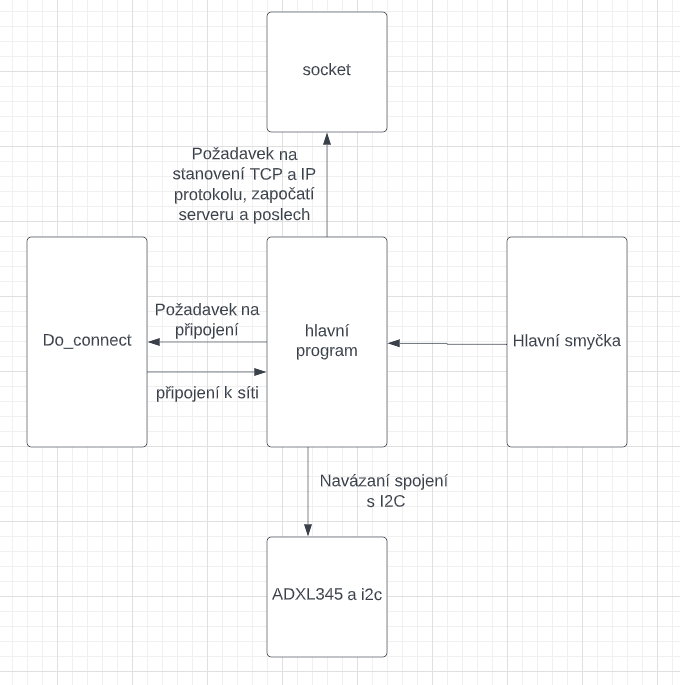 socket
Požadavek na
stanovení TCP a IP
protokolu, započatí
serveru a poslech
Do_connect
Požadavek na
připojení
připojení k síti
hlavní
program
Hlavní smyčka
Navázaní spojení
s I2C
ADXL345 a i2c